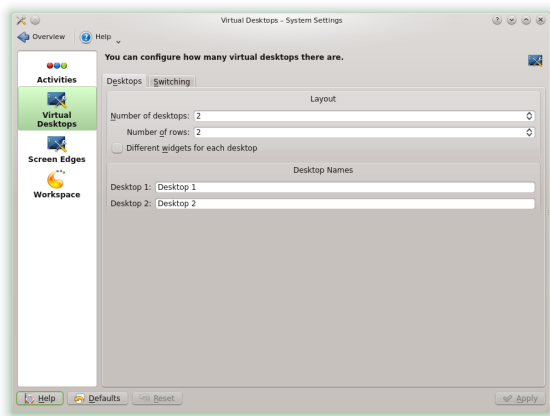 Virtual Desktops – System Settings
Overview Help
You can configure how many virtual desktops there are.
Activities
Virtual
Desktops
Screen Edges
Workspace
Desktops Switching
Layout
Number of desktops: 2
Number of rows: 2
Different widgets for each desktop
Desktop Names
Desktop 1: Desktop 1
Desktop 2: Desktop 2
Help Defaults Reset Apply